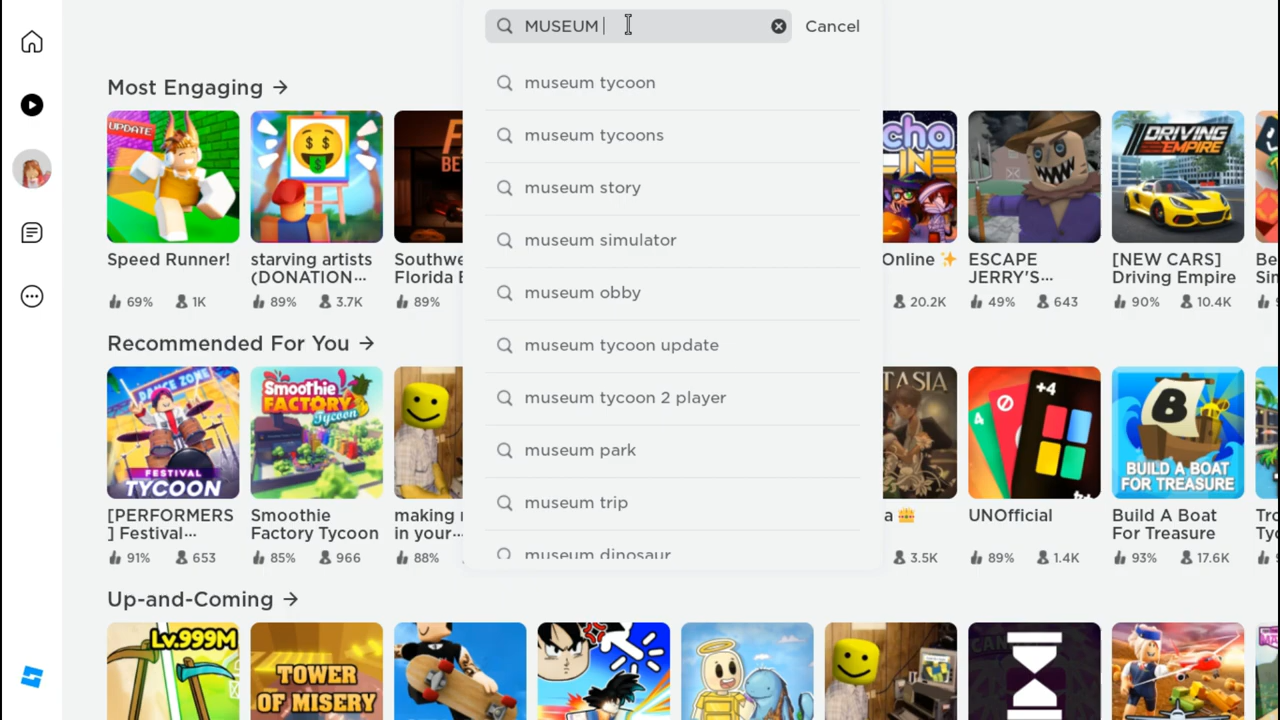 MUSEUM
Cancel
museum tycoon
museum tycoons
museum story
museum simulator
museum obby
museum tycoon update
museum tycoon 2 player
museum park
museum trip
museum dinosaur
Most Engaging
UPDATE
DRIVING
EMPIRE
Speed Runner!
starving artists
(DONATION...
Southwe
Florida B
Online ✨
ESCAPE
JERRY'S...
[NEW CARS]
Driving Empire
69% 1K
89% 3.7K
89%
20.2K
49% 643
90% 10.4K
Recommended For You
DANCE ZONE
FESTIVAL
TYCOON
Smoothie
FACTORY
Tycoon
+4
4
B
BUILD A BOAT
FOR TREASURE
[PERFORMERS
] Festival...
Smoothie
Factory Tycoon
making
in your...
a 👑
UNOfficial
Build A Boat
For Treasure
91% 653
85% 966
88%
3.5K
89% 1.4K
93% 17.6K
Up-and-Coming
Lv.999M
TOWER
OF MISERY